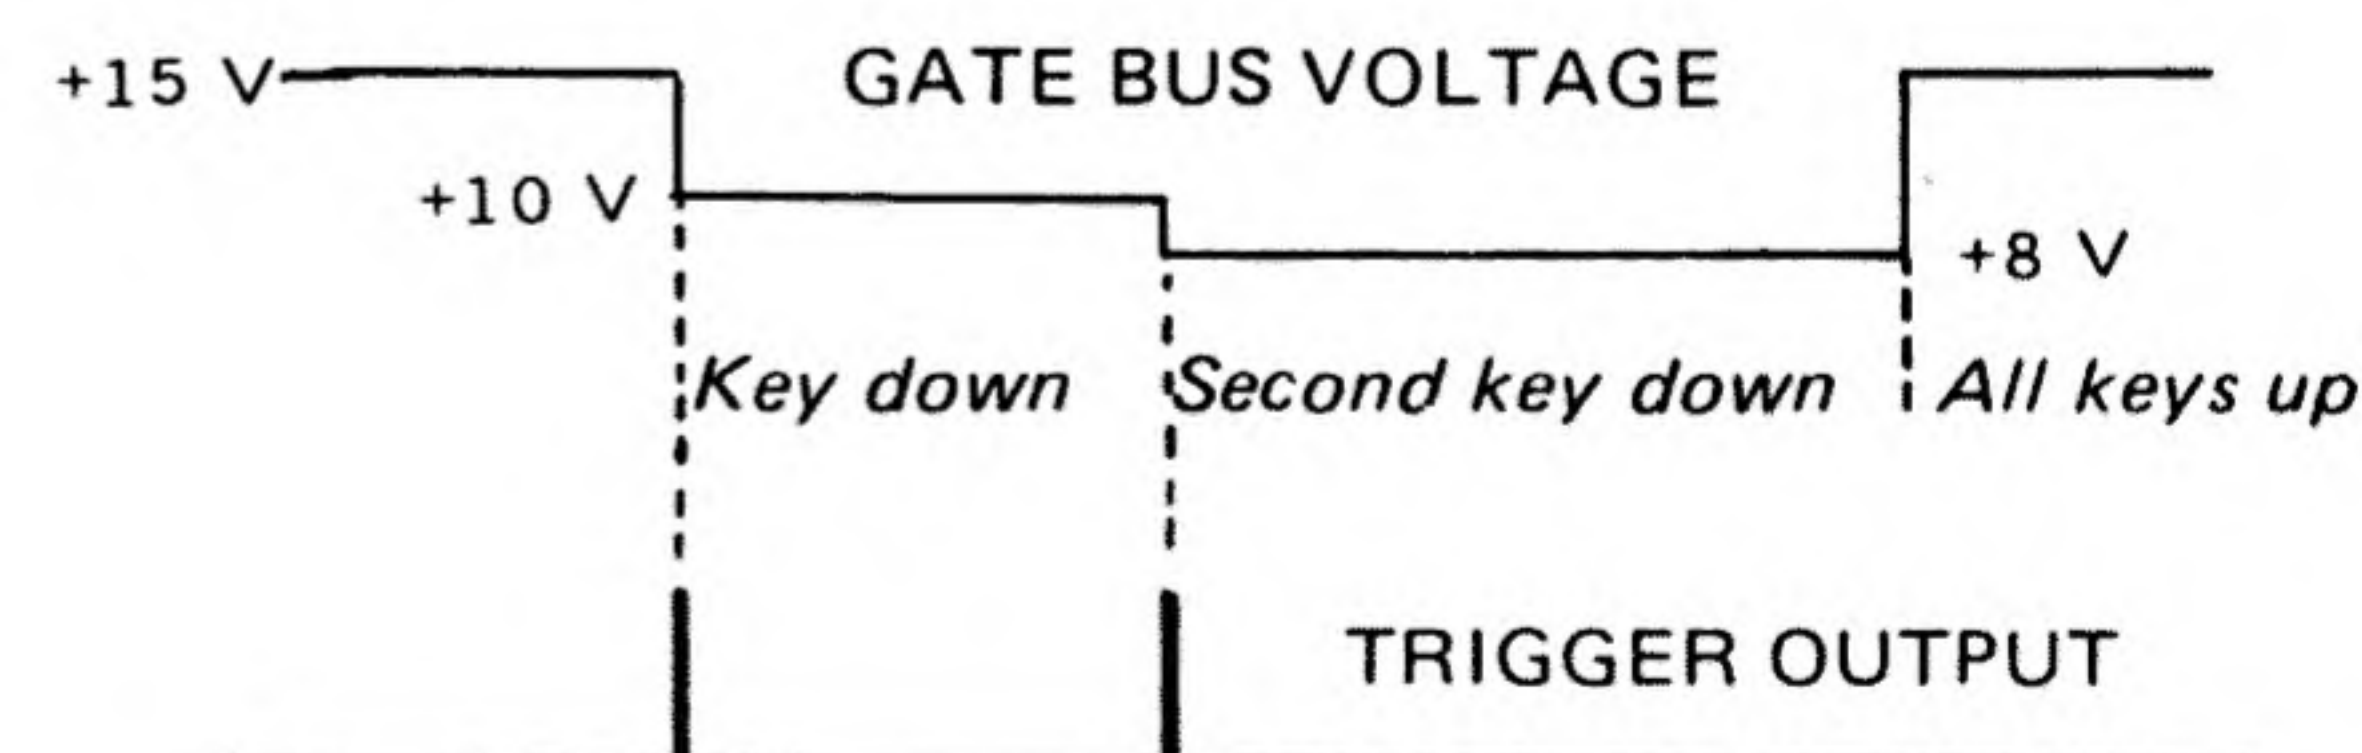 +15 V
GATE BUS VOLTAGE
+10 V
+8 V
Key down
Second key down
All keys up
TRIGGER OUTPUT